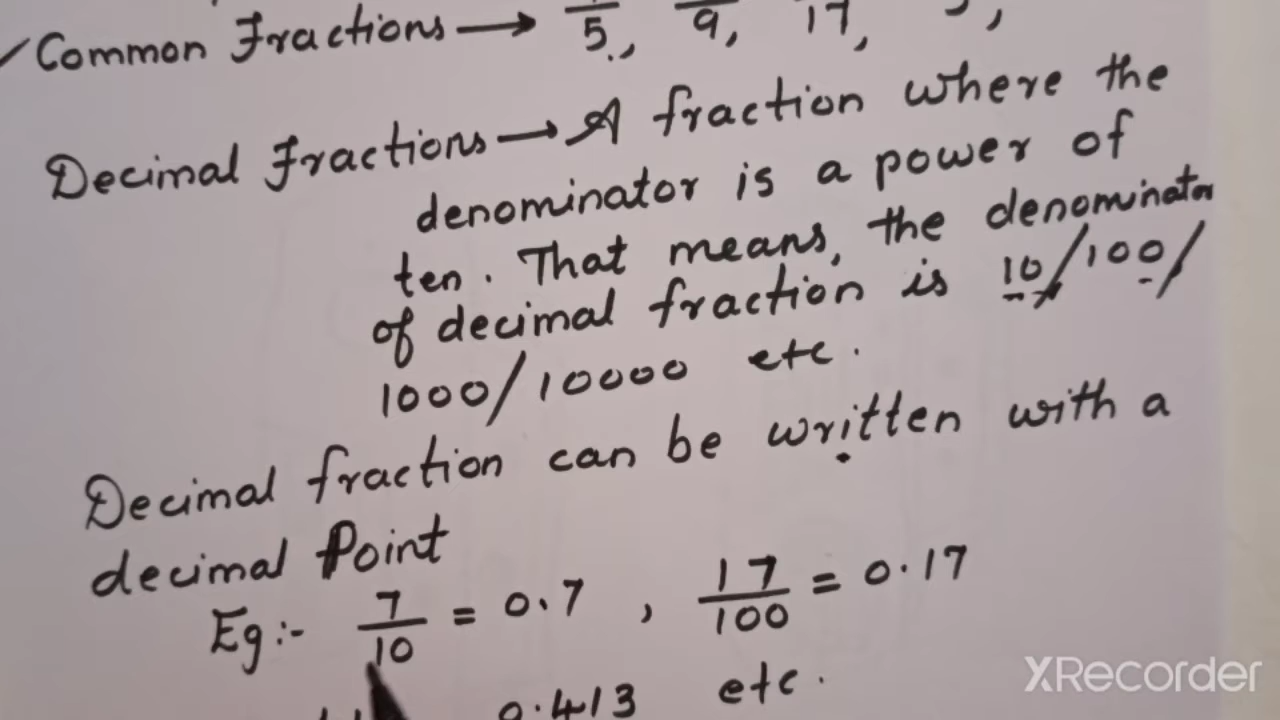 Common Fractions → 5, 9, 17,
Decimal Fractions → A fraction where the
denominator is a power of
ten. That means, the denominator
of decimal fraction is 10/100/
1000/10000 etc.
Decimal fraction can be written with a
decimal Point
Eg:- 7/10 = 0.7, 17/100 = 0.17
0.413 etc.
XRecorder